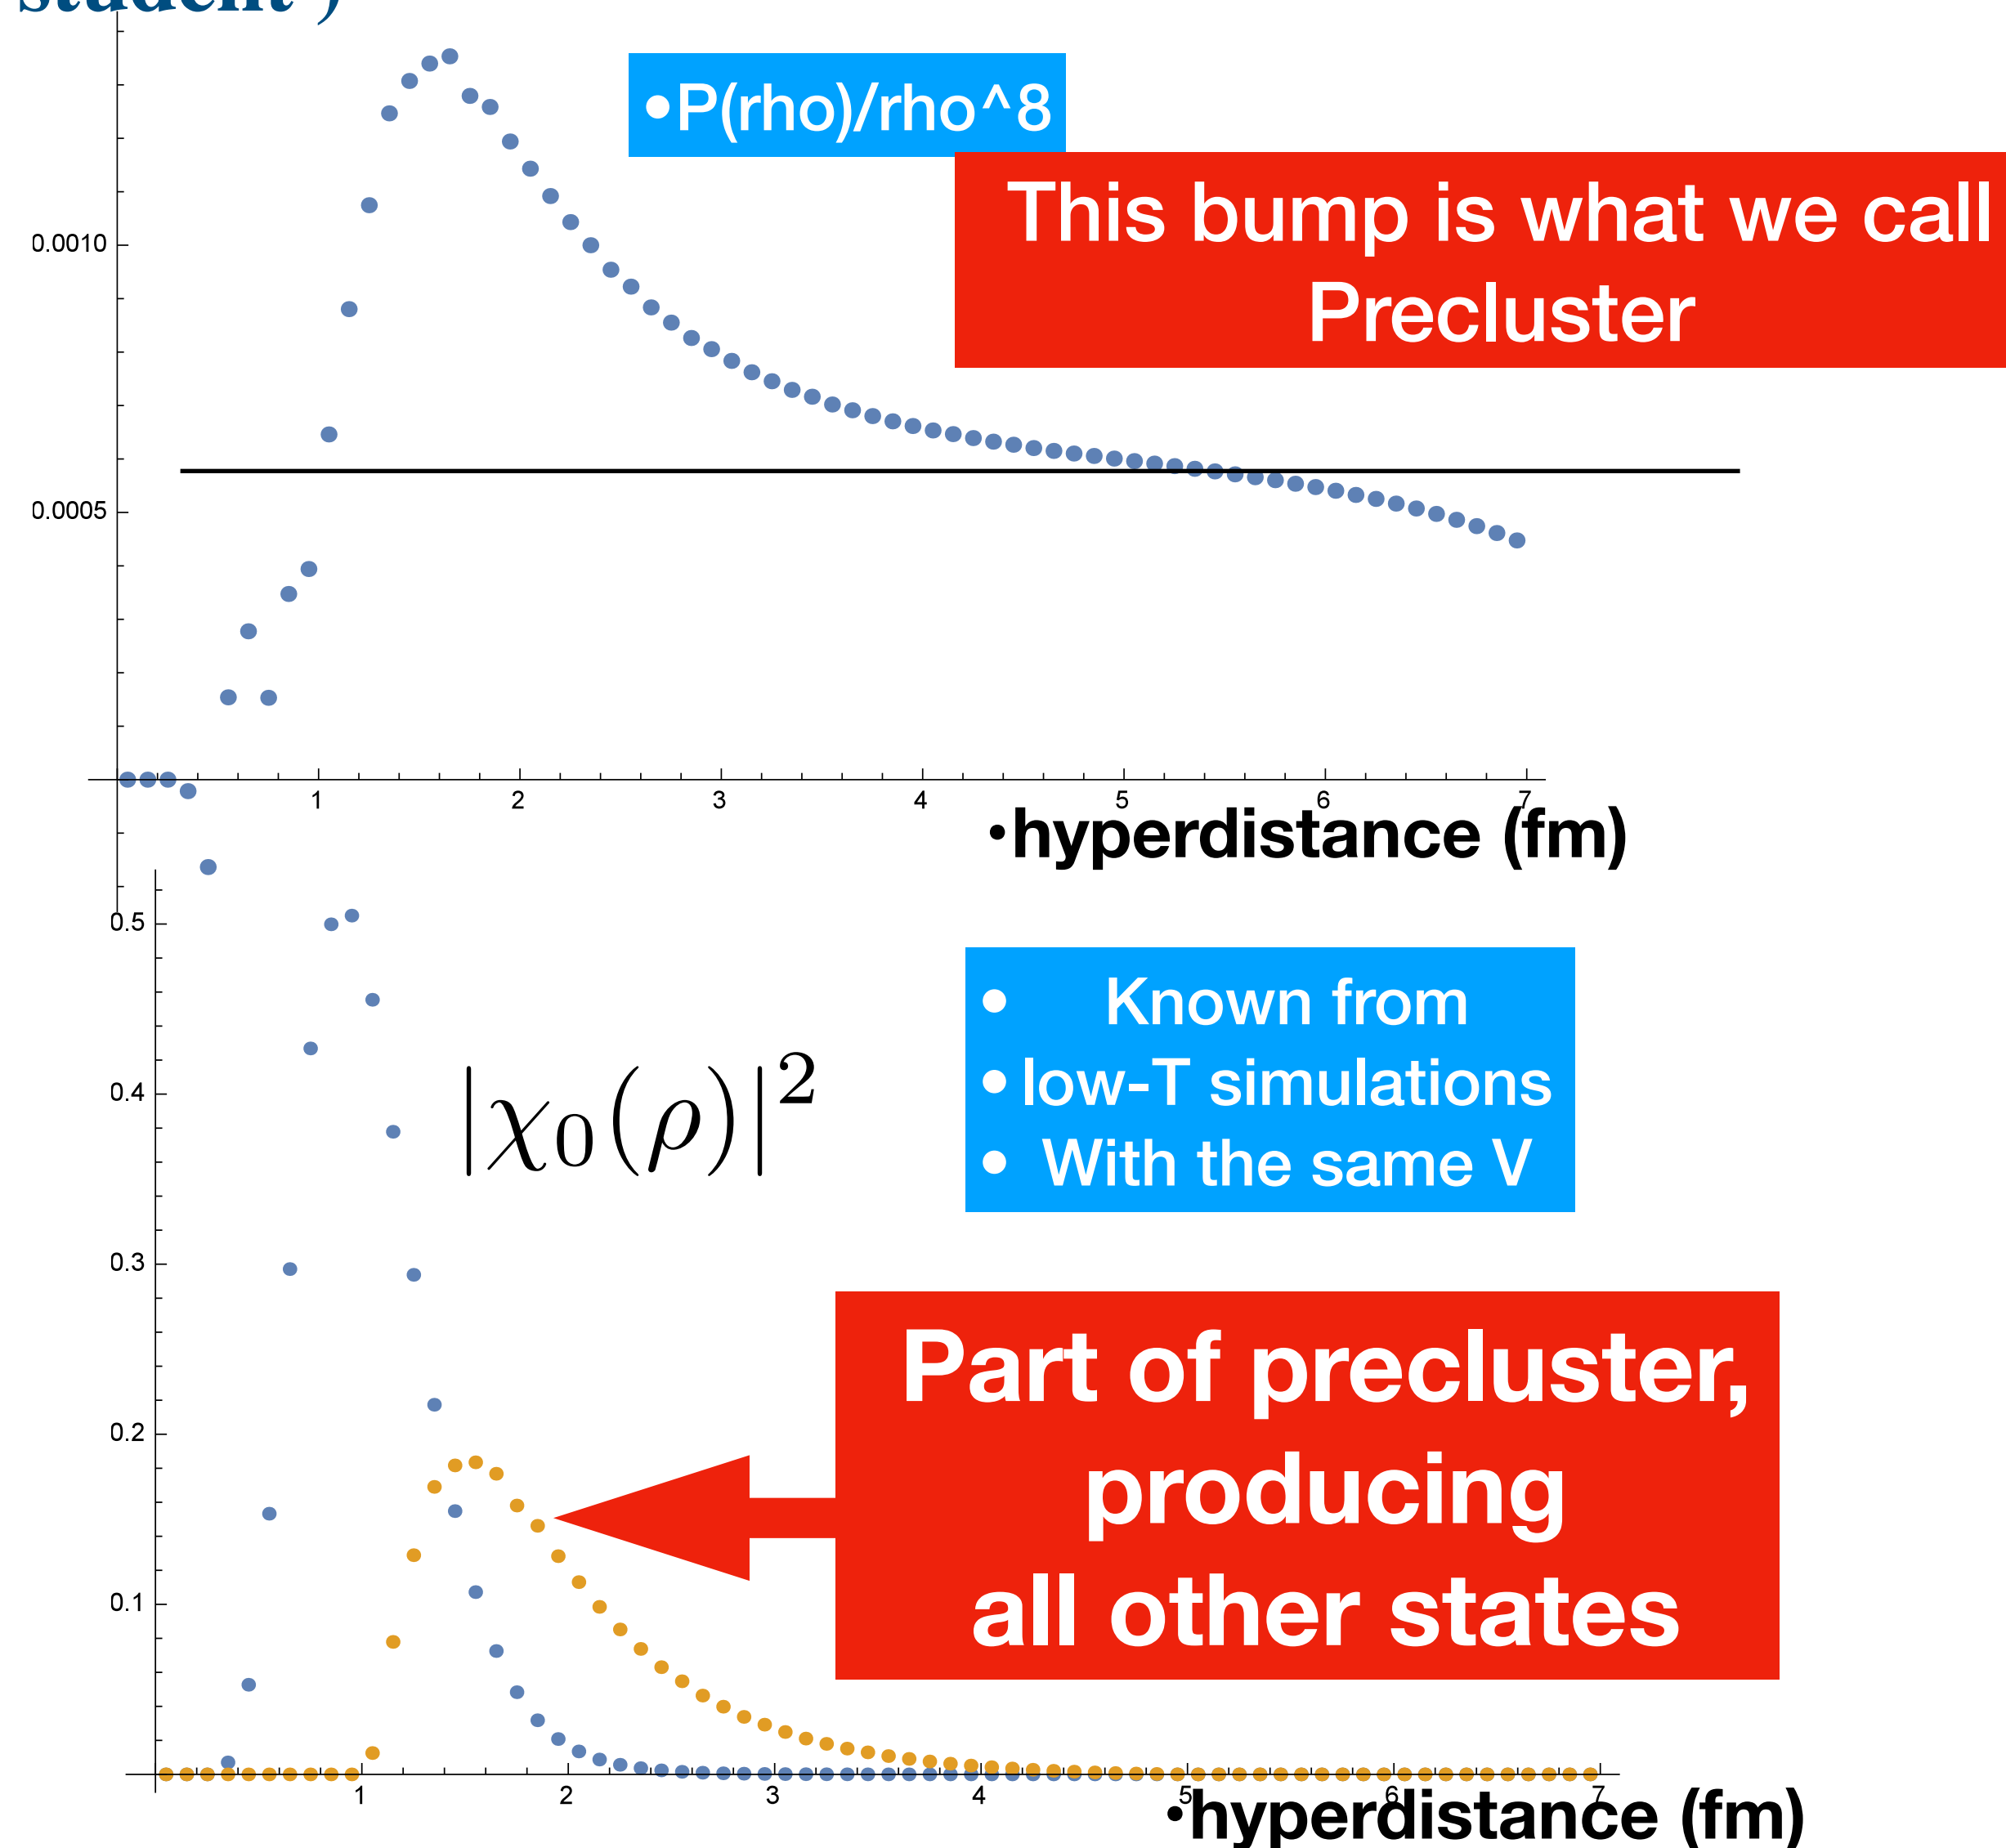 student )
•P(rho)/rho^8
This bump is what we call
Precluster
0.0010
0.0005
1 2 3 4 5 6 7
•hyperdistance (fm)
0.5
0.4
0.3
0.2
0.1
|χ₀(ρ)|²
• Known from
• low-T simulations
• With the same V
Part of precluster,
producing
all other states
1 2 3 4 5 6 7
•hyperdistance (fm)